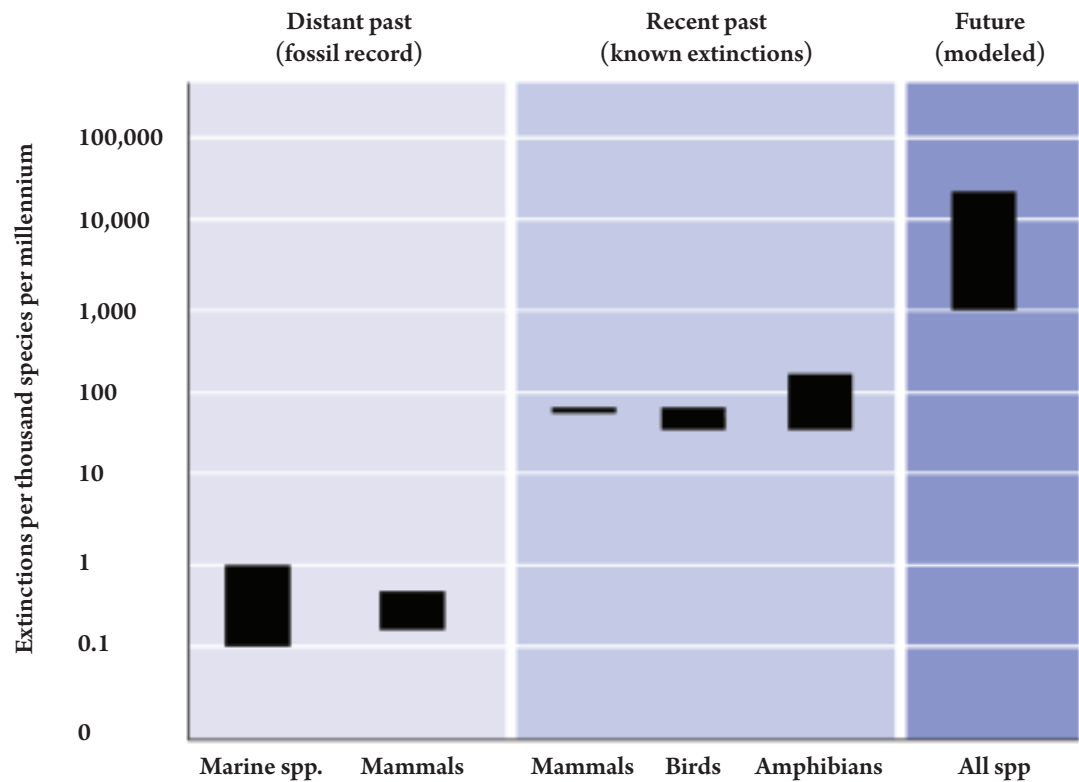 Distant past
(fossil record)
Recent past
(known extinctions)
Future
(modeled)
Extinctions per thousand species per millennium
100,000
10,000
1,000
100
10
1
0.1
0
Marine spp.
Mammals
Mammals
Birds
Amphibians
All spp